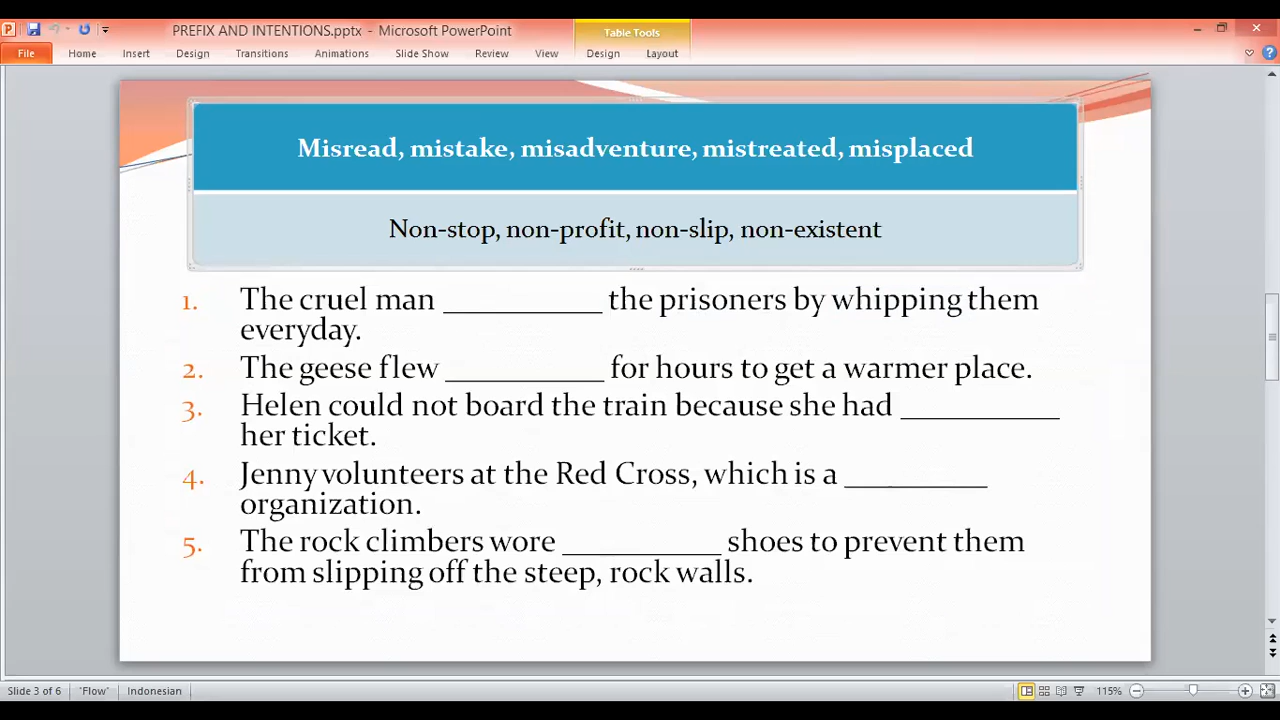 PREFIX AND INTENTIONS.pptx - Microsoft PowerPoint
Table Tools
File Home Insert Design Transitions Animations Slide Show Review View Design Layout
Misread, mistake, misadventure, mistreated, misplaced
Non-stop, non-profit, non-slip, non-existent
1. The cruel man ___________ the prisoners by whipping them
everyday.
2. The geese flew ___________ for hours to get a warmer place.
3. Helen could not board the train because she had ___________
her ticket.
4. Jenny volunteers at the Red Cross, which is a __________
organization.
5. The rock climbers wore ___________ shoes to prevent them
from slipping off the steep, rock walls.
Slide 3 of 6 "Flow" Indonesian 115%